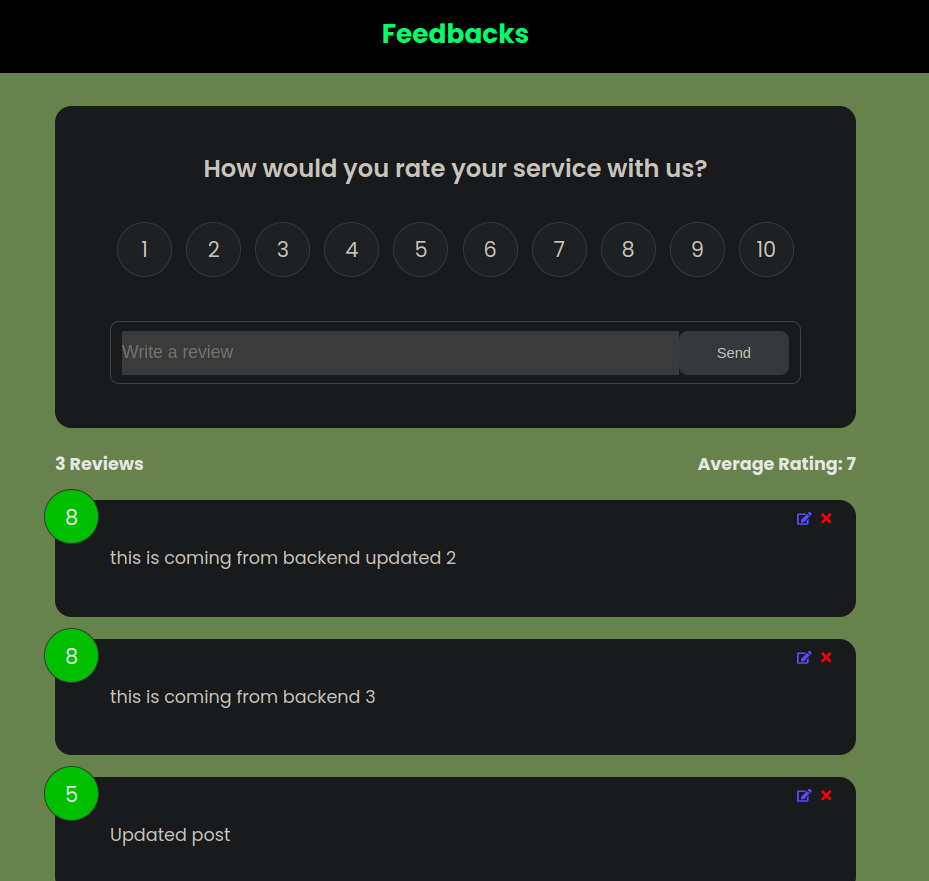 Feedbacks
How would you rate your service with us?
1 2 3 4 5 6 7 8 9 10
Write a review Send
3 Reviews Average Rating: 7
8
this is coming from backend updated 2
8
this is coming from backend 3
5
Updated post